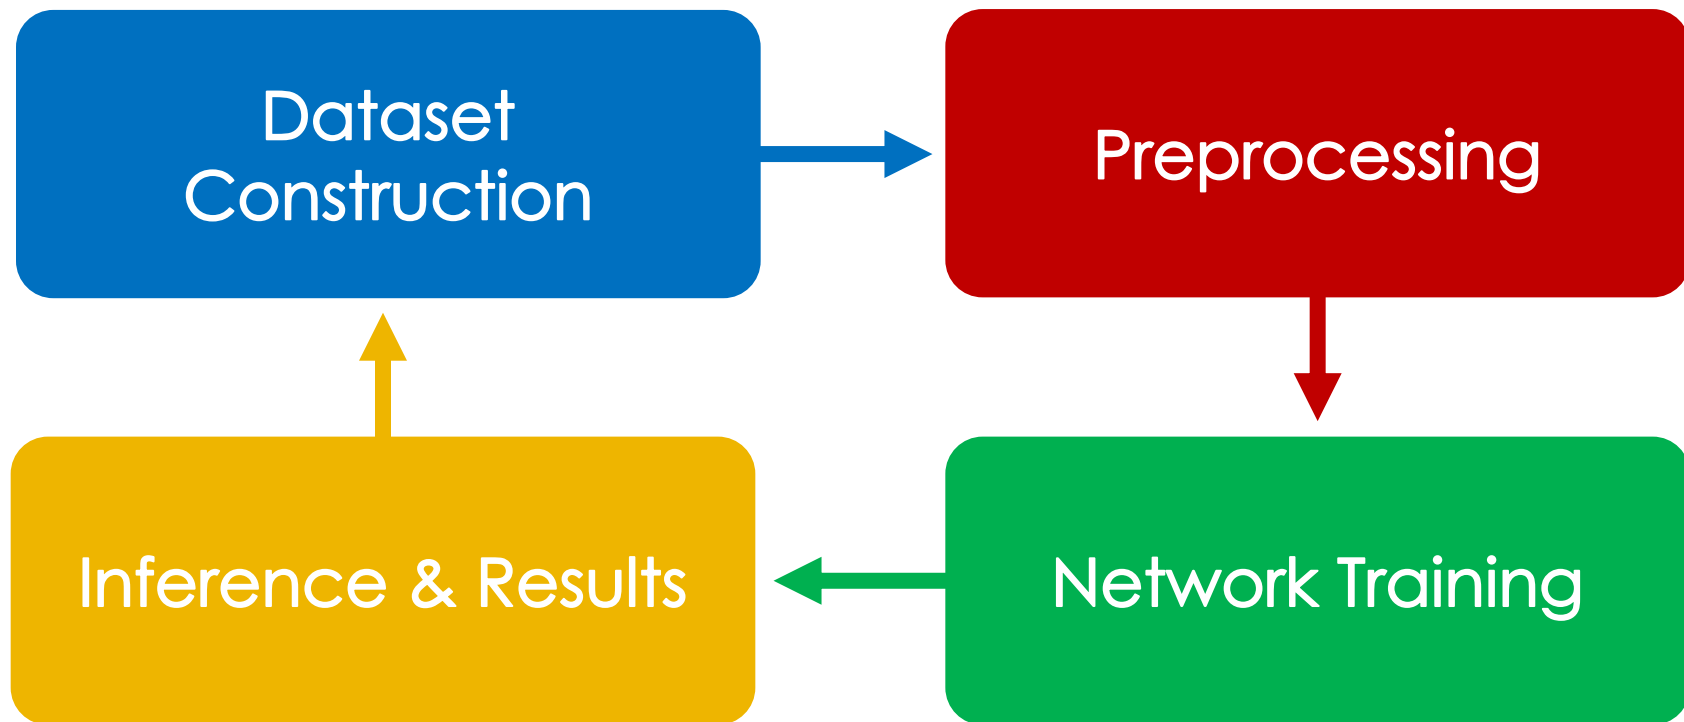 Dataset
Construction
Preprocessing
Inference & Results
Network Training